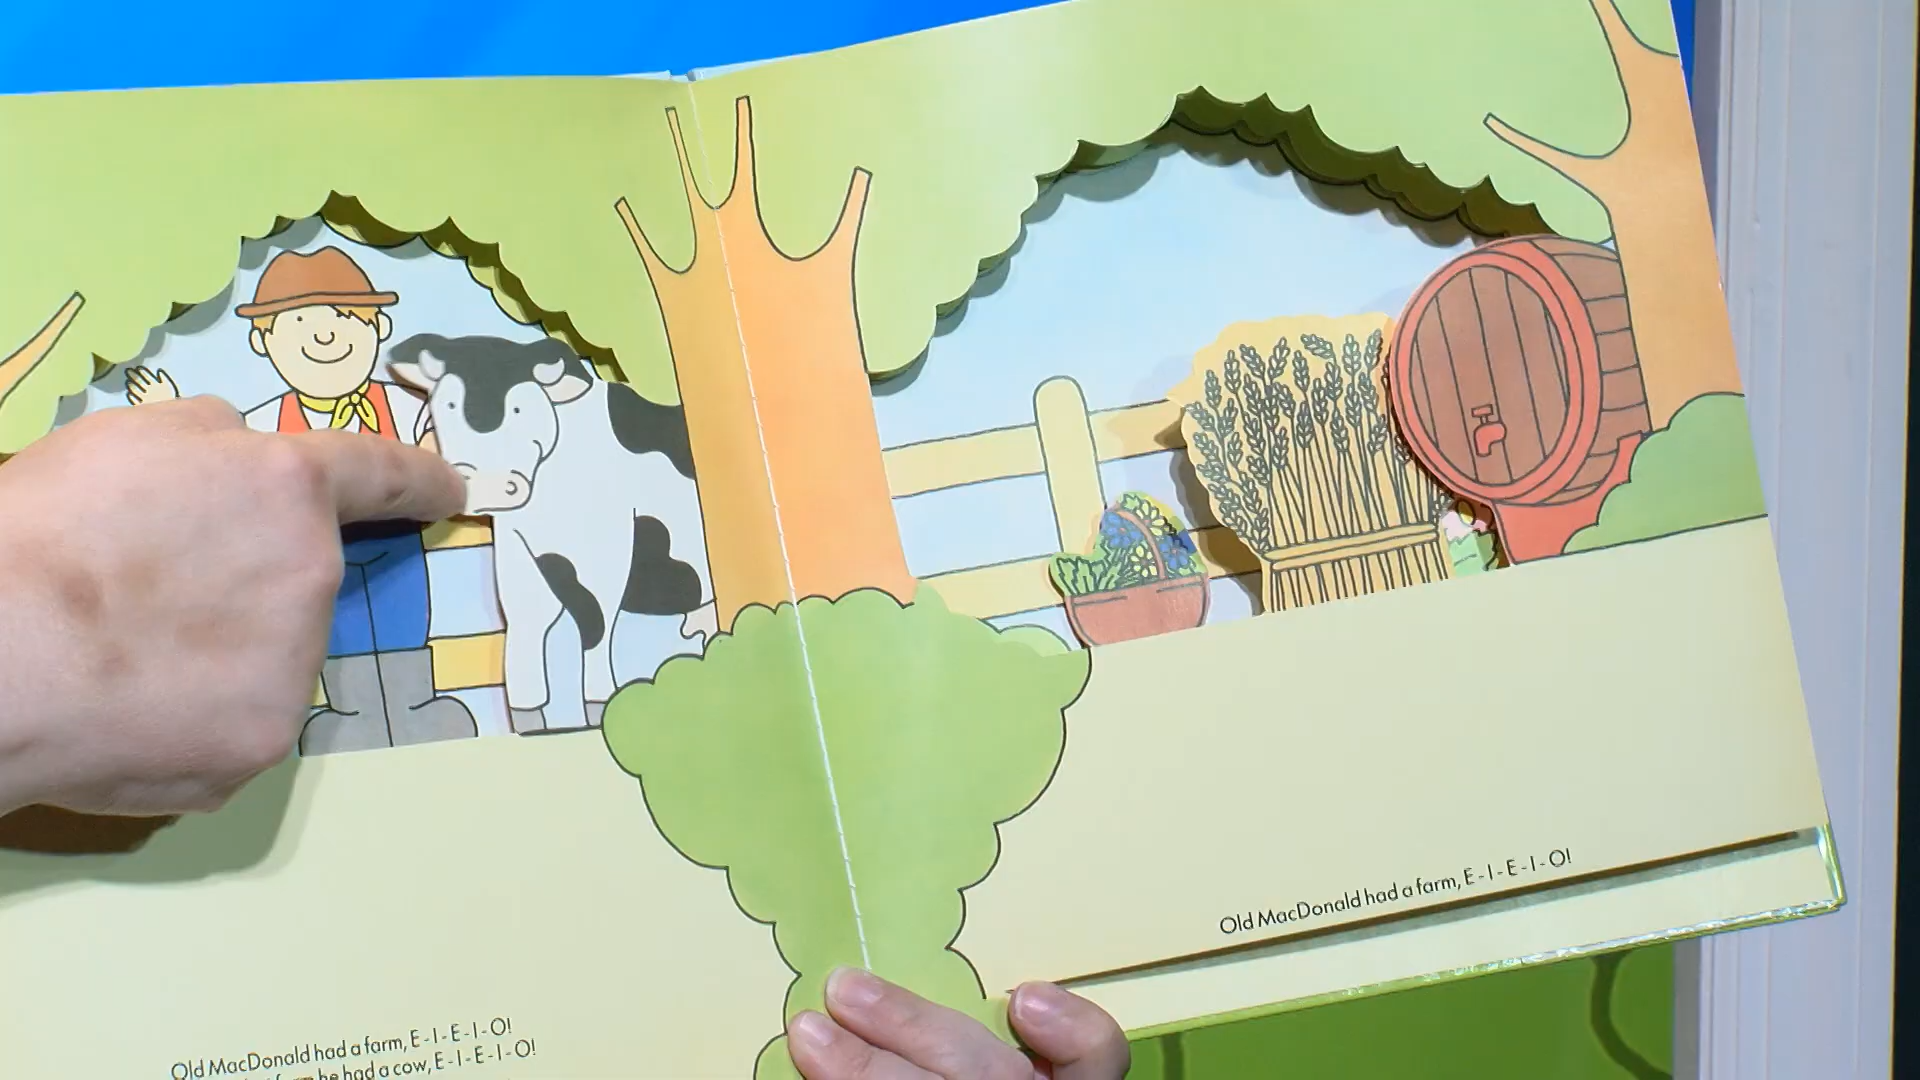 Old MacDonald had a farm, E - I - E - I - O!
he had a cow, E - I - E - I - O!
Old MacDonald had a farm, E - I - E - I - O!